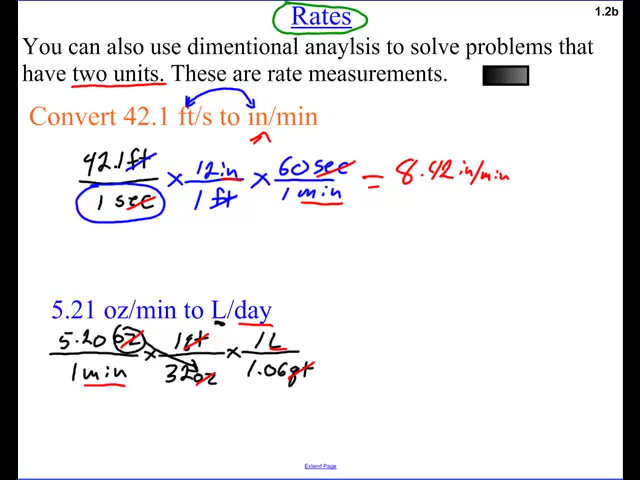 Rates
1.2b
You can also use dimentional anaylsis to solve problems that
have two units. These are rate measurements.
Convert 42.1 ft/s to in/min
42.1 ft × 12 in × 60 sec = 8.42 in/min
1 sec 1 ft 1 min
5.21 oz/min to L/day
5.20 oz × 1 qt × 1 L
1 min 32 oz 1.06 qt
Extend Page